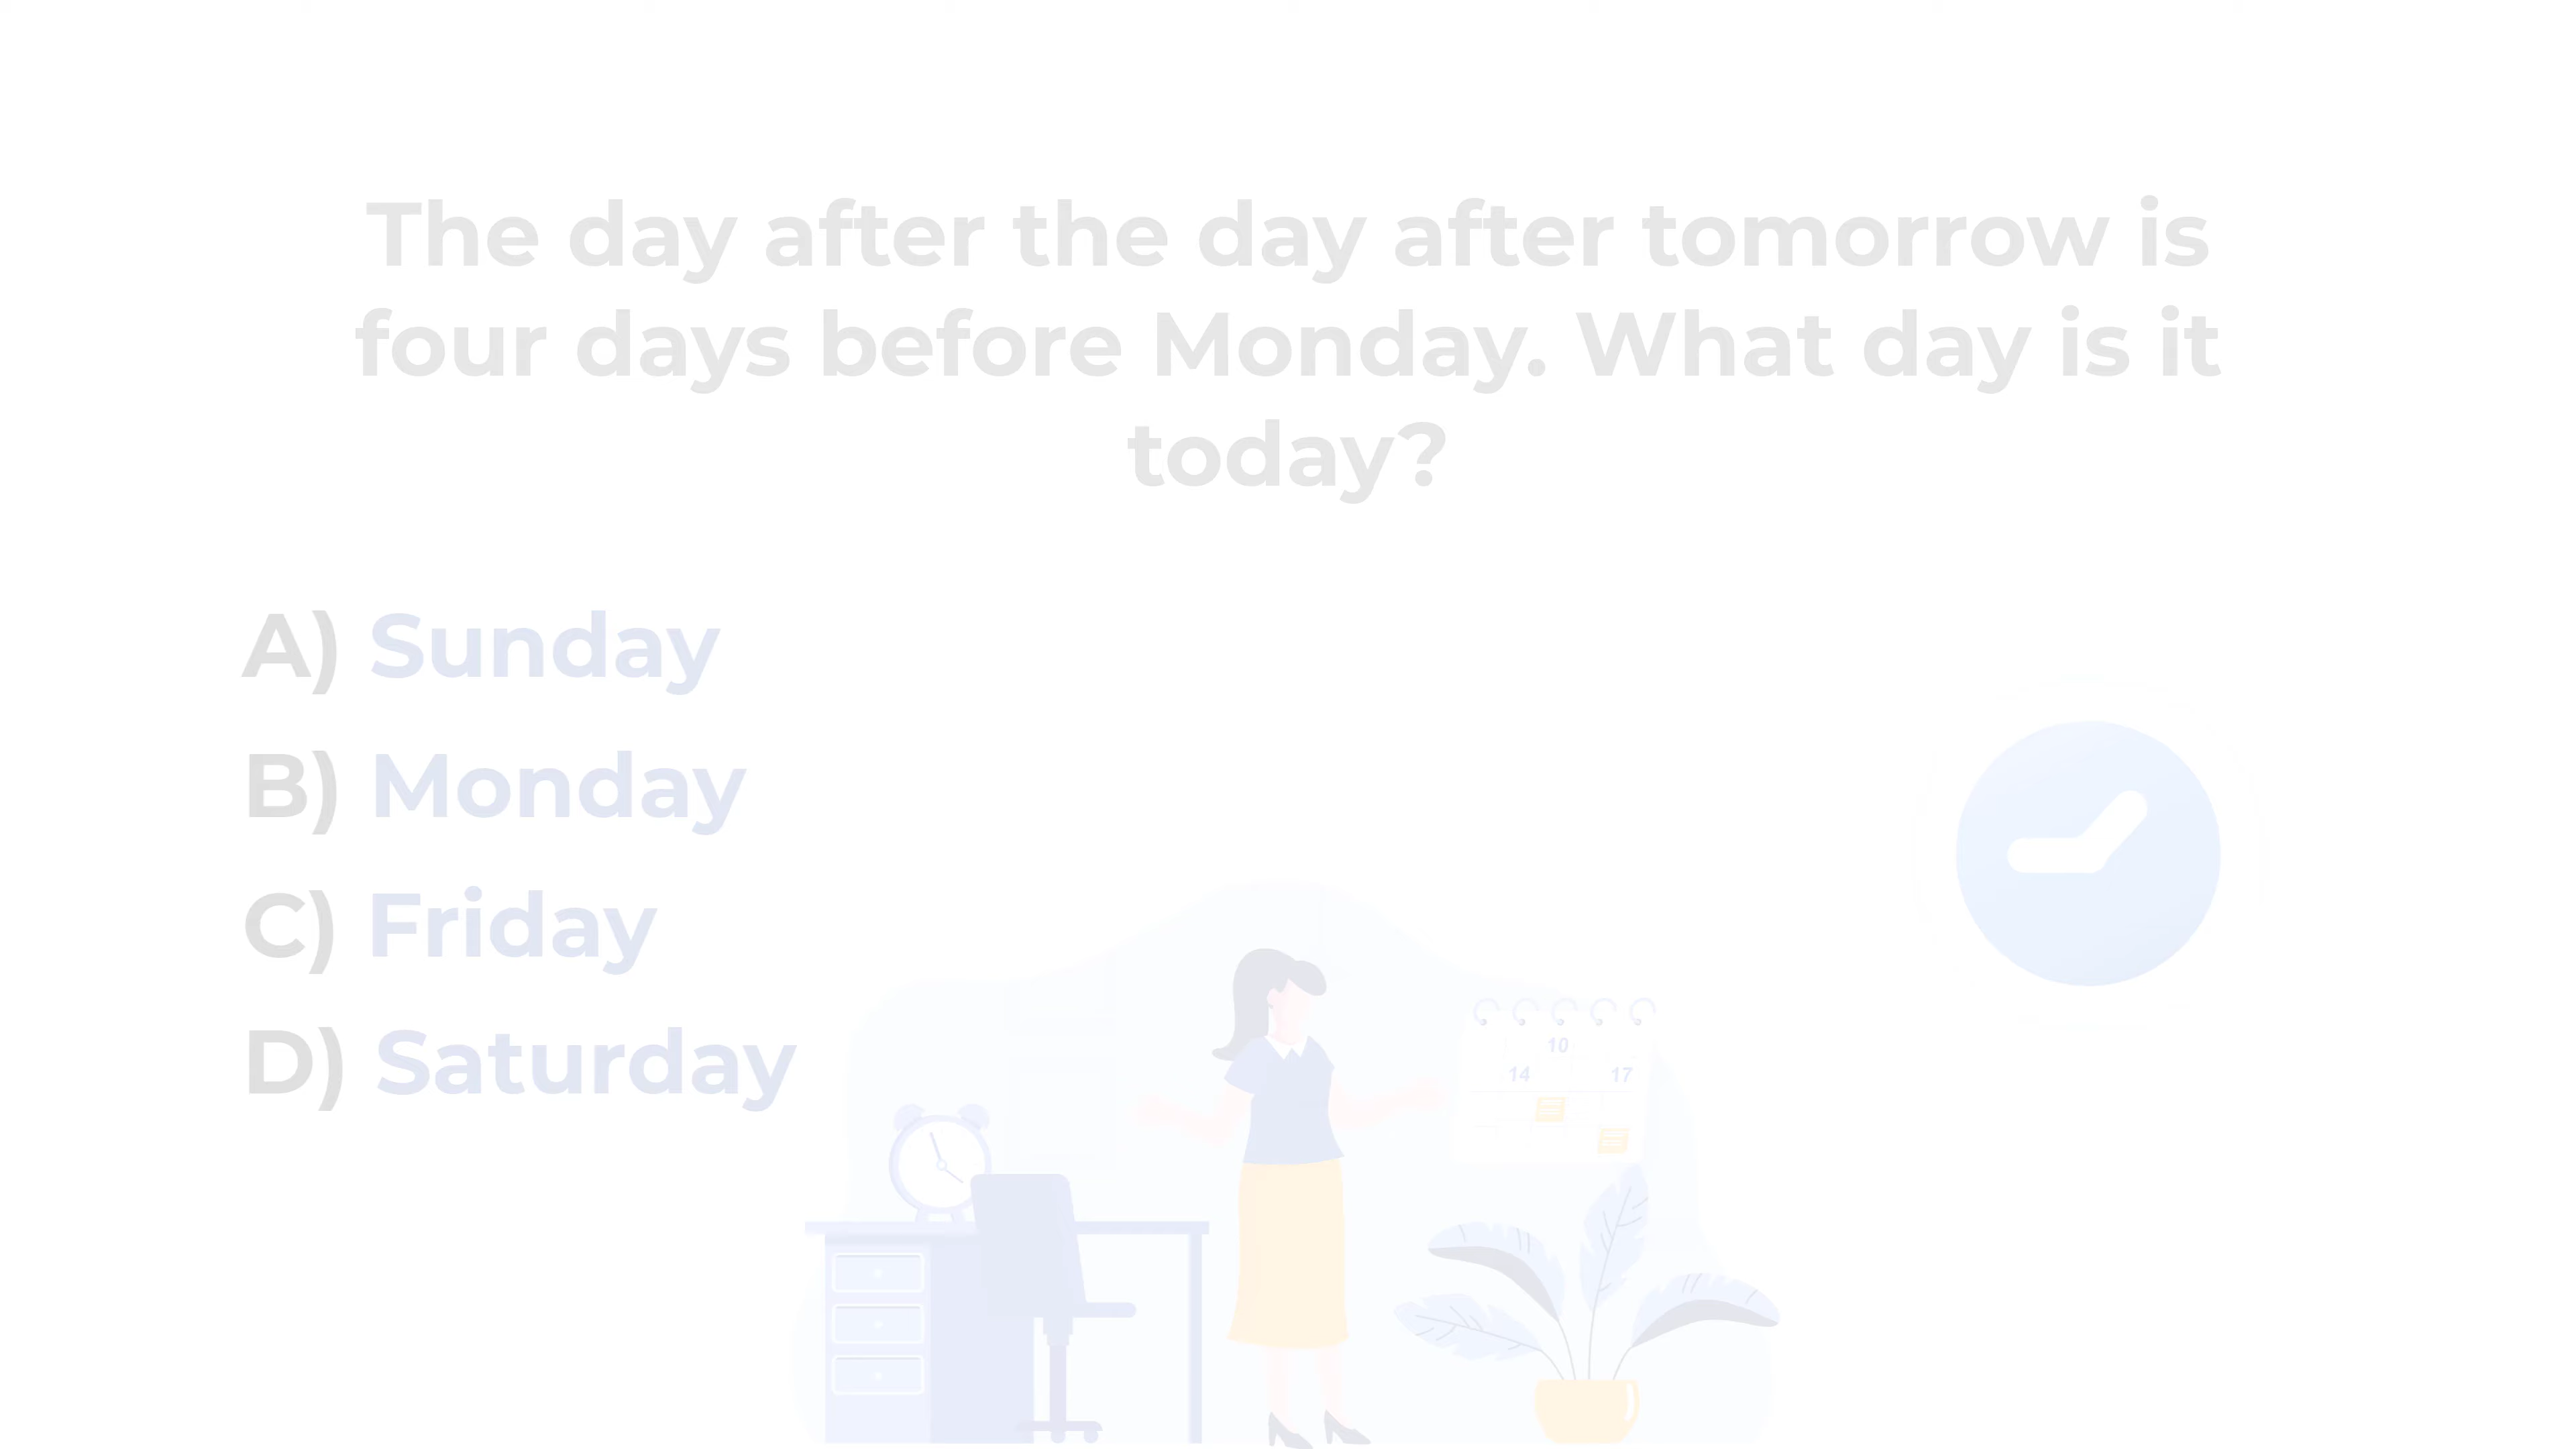 The day after the day after tomorrow is
four days before Monday. What day is it
today?
A) Sunday
B) Monday
C) Friday
D) Saturday
10
14 17